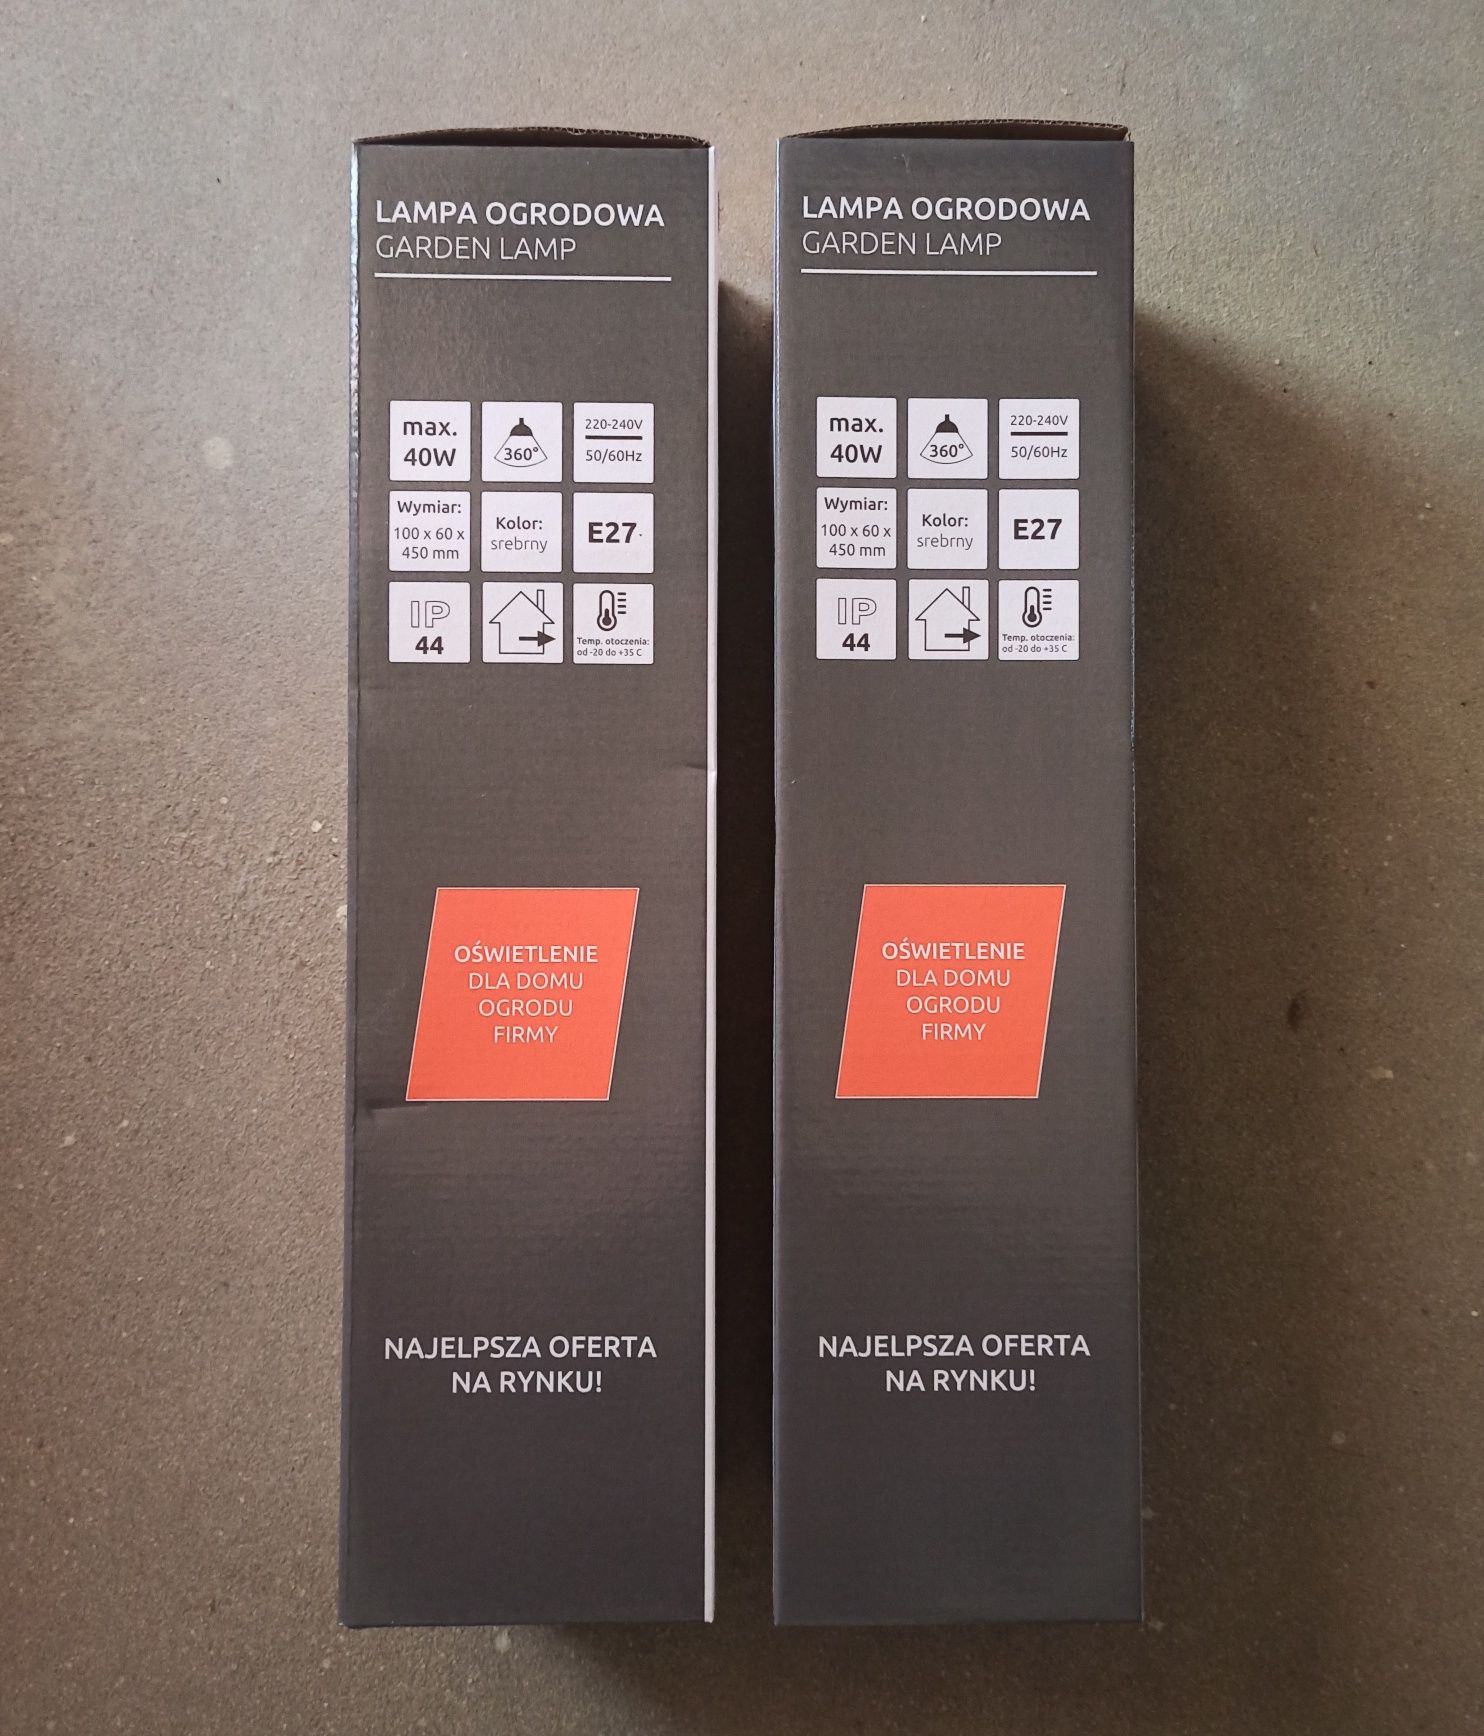 LAMPA OGRODOWA
GARDEN LAMP
max.
40W
360°
220-240V
50/60Hz
Wymiar:
100 x 60 x
450 mm
Kolor:
srebrny
E27
IP
44
Temp. otoczenia:
od -20 do +35 C
OŚWIETLENIE
DLA DOMU
OGRODU
FIRMY
NAJELPSZA OFERTA
NA RYNKU!
LAMPA OGRODOWA
GARDEN LAMP
max.
40W
360°
220-240V
50/60Hz
Wymiar:
100 x 60 x
450 mm
Kolor:
srebrny
E27
IP
44
Temp. otoczenia:
od -20 do +35 C
OŚWIETLENIE
DLA DOMU
OGRODU
FIRMY
NAJELPSZA OFERTA
NA RYNKU!